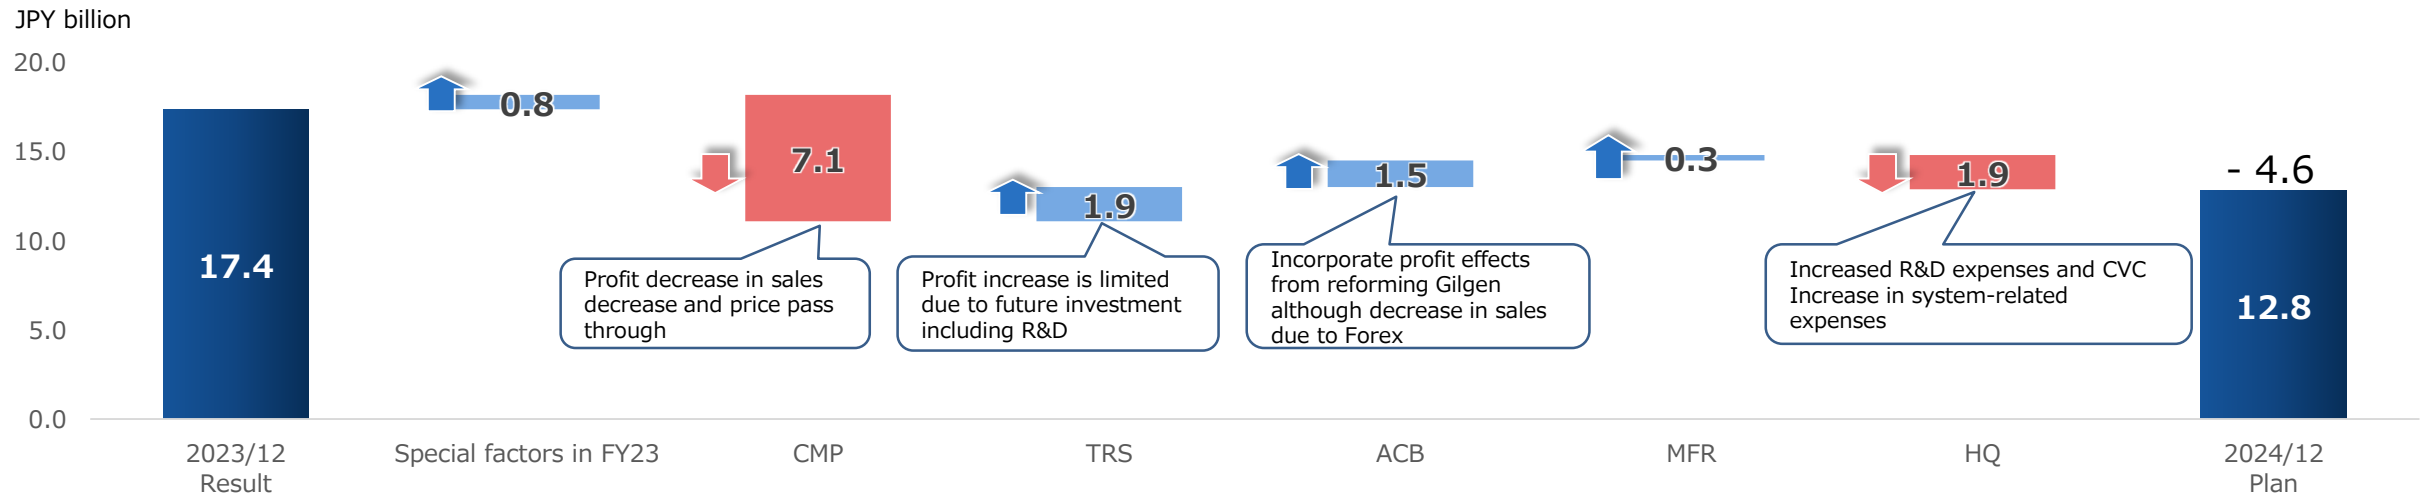 JPY billion
20.0
15.0
10.0
5.0
0.0
17.4
0.8
7.1
1.9
1.5
0.3
1.9
- 4.6
12.8
Profit decrease in sales
decrease and price pass
through
Profit increase is limited
due to future investment
including R&D
Incorporate profit effects
from reforming Gilgen
although decrease in sales
due to Forex
Increased R&D expenses and CVC
Increase in system-related
expenses
2023/12
Result
Special factors in FY23
CMP
TRS
ACB
MFR
HQ
2024/12
Plan